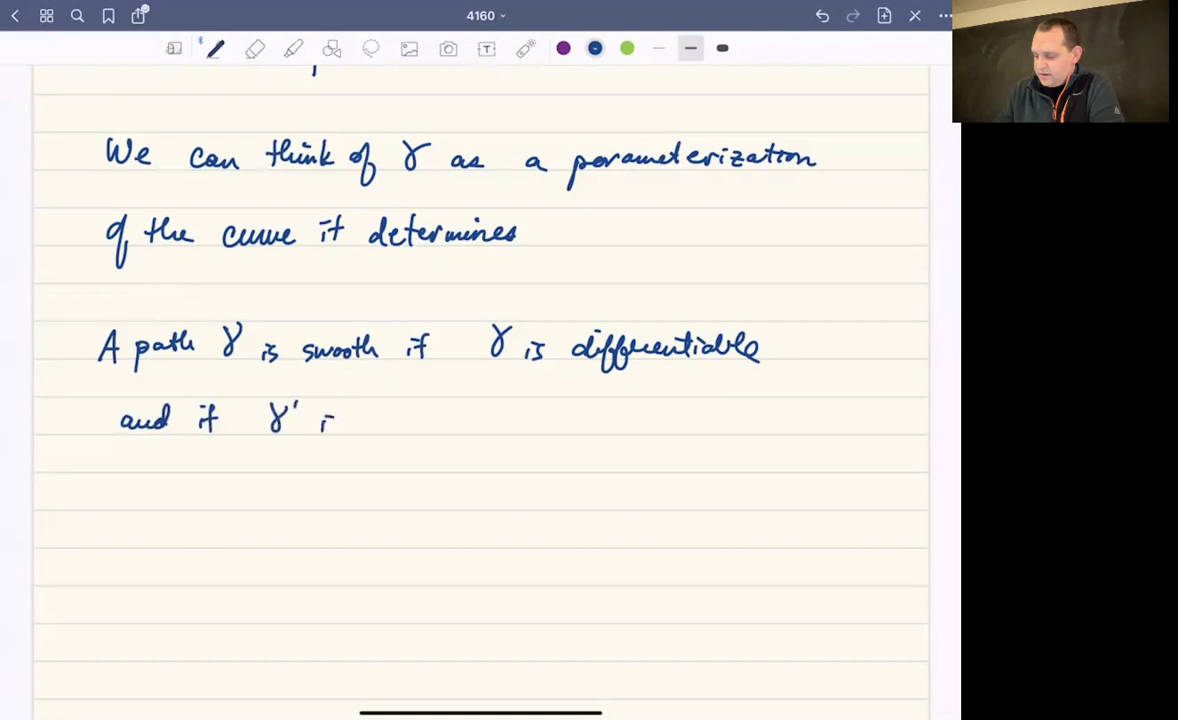 4160
We can think of γ as a parameterization
of the curve it determines
A path γ is smooth if γ is differentiable
and if γ' i